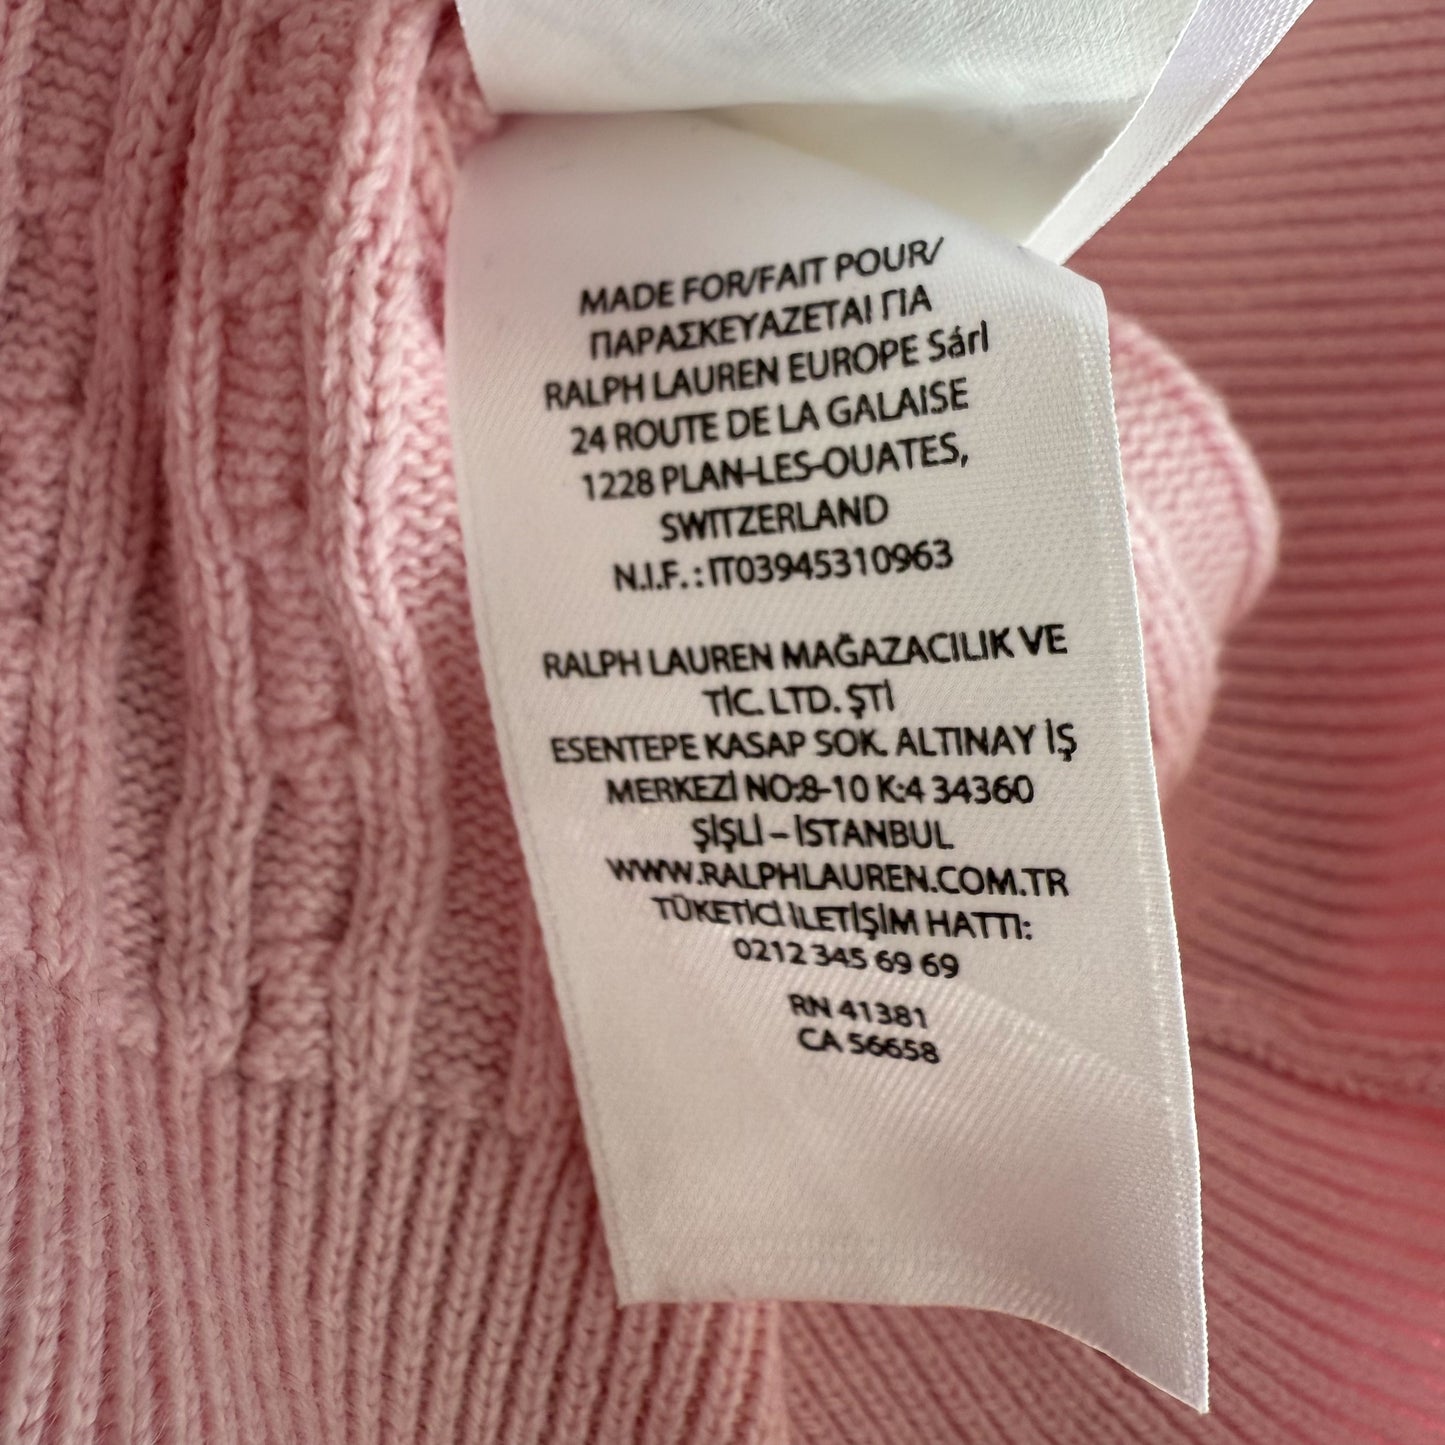 MADE FOR/FAIT POUR/
ΠΑΡΑΣΚΕΥΑΖΕΤΑΙ ΓΙΑ
RALPH LAUREN EUROPE Sárl
24 ROUTE DE LA GALAISE
1228 PLAN-LES-OUATES,
SWITZERLAND
N.I.F. : IT03945310963
RALPH LAUREN MAĞAZACILIK VE
TİC. LTD. ŞTİ
ESENTEPE KASAP SOK. ALTINAY İŞ
MERKEZİ NO:8-10 K:4 34360
ŞİŞLİ – İSTANBUL
WWW.RALPHLAUREN.COM.TR
TÜKETİCİ İLETİŞİM HATTI:
0212 345 69 69
RN 41381
CA 56658